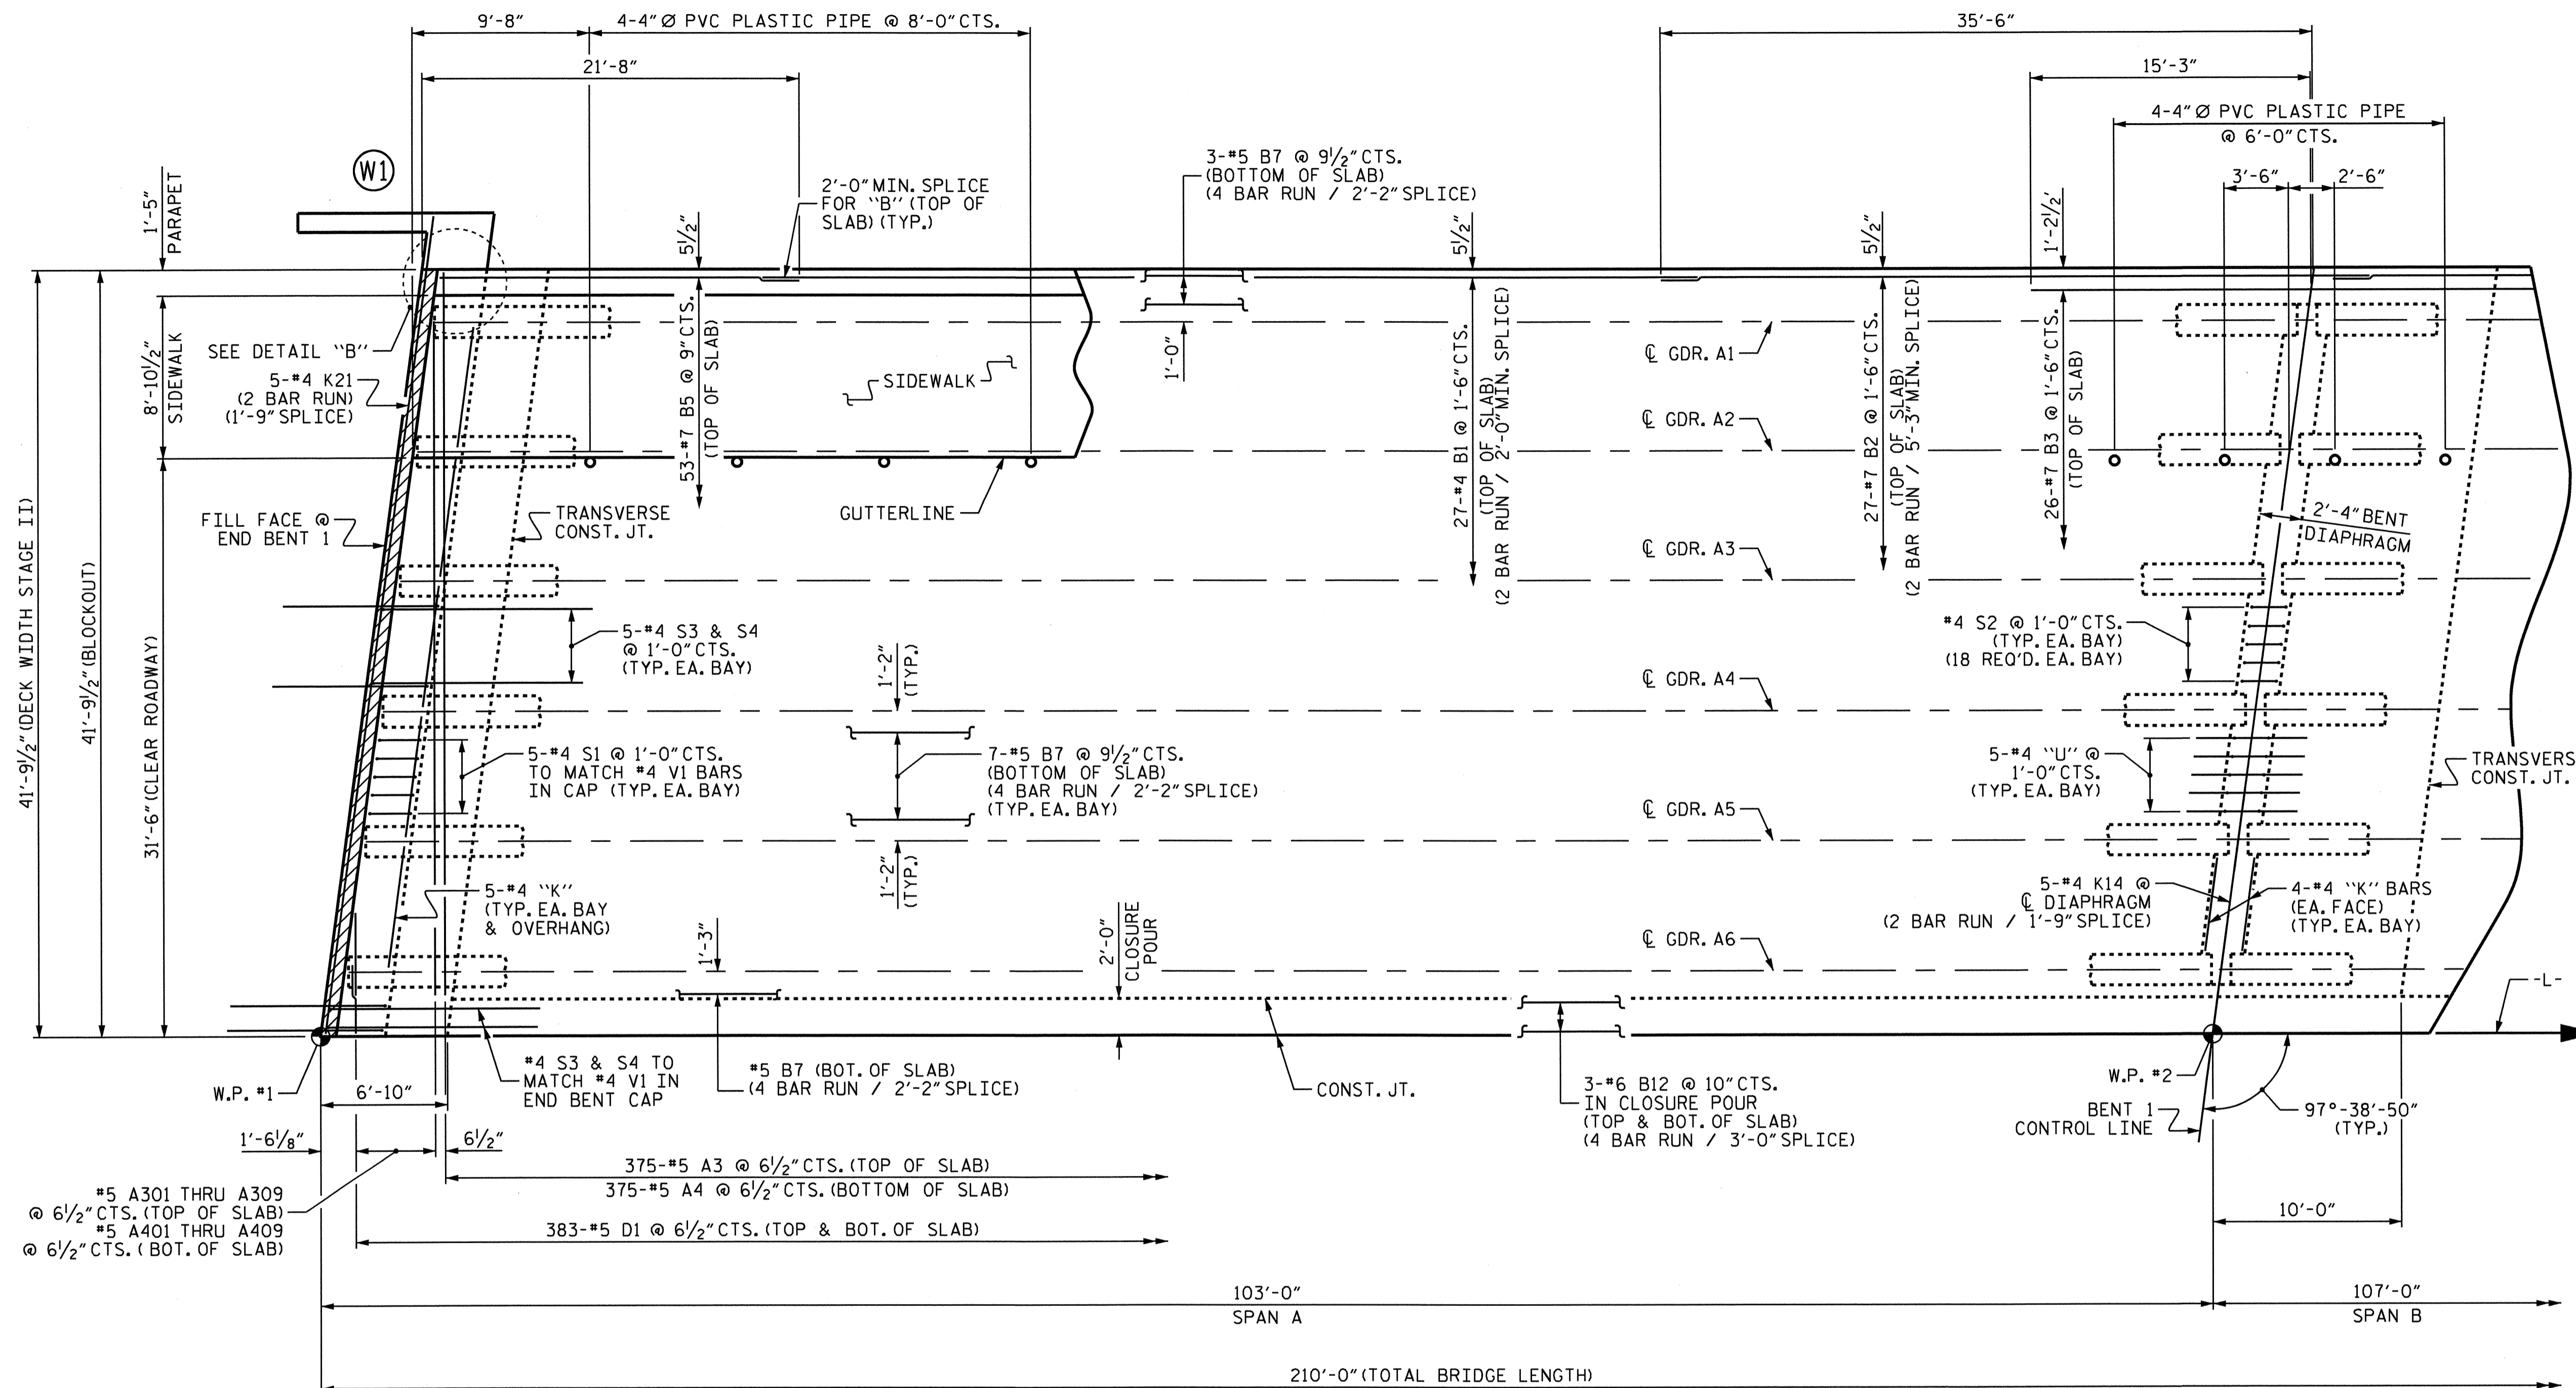 9'-8"
4-4"Ø PVC PLASTIC PIPE @ 8'-0"CTS.
35'-6"
21'-8"
15'-3"
4-4"Ø PVC PLASTIC PIPE
@ 6'-0"CTS.
3'-6"
2'-6"
W1
1'-5"
PARAPET
2'-0"MIN. SPLICE
FOR "B" (TOP OF
SLAB) (TYP.)
3-#5 B7 @ 9½"CTS.
(BOTTOM OF SLAB)
(4 BAR RUN / 2'-2"SPLICE)
5½"
5½"
5½"
1'-2½'
41'-9½"(DECK WIDTH STAGE II)
41'-9½"(BLOCKOUT)
8'-10½"
SIDEWALK
31'-6"(CLEAR ROADWAY)
SEE DETAIL "B"
5-#4 K21
(2 BAR RUN)
(1'-9"SPLICE)
53-#7 B5 @ 9"CTS.
(TOP OF SLAB)
SIDEWALK
1'-0"
27-#4 B1 @ 1'-6"CTS.
(TOP OF SLAB)
(2 BAR RUN / 2'-0"MIN. SPLICE)
27-#7 B2 @ 1'-6"CTS.
(TOP OF SLAB)
(2 BAR RUN / 5'-3"MIN. SPLICE)
26-#7 B3 @ 1'-6"CTS.
(TOP OF SLAB)
℄ GDR. A1
℄ GDR. A2
℄ GDR. A3
℄ GDR. A4
℄ GDR. A5
℄ GDR. A6
FILL FACE @
END BENT 1
TRANSVERSE
CONST. JT.
GUTTERLINE
2'-4"BENT
DIAPHRAGM
5-#4 S3 & S4
@ 1'-0"CTS.
(TYP. EA. BAY)
#4 S2 @ 1'-0"CTS.
(TYP. EA. BAY)
(18 REQ'D. EA. BAY)
1'-2"
(TYP.)
5-#4 S1 @ 1'-0"CTS.
TO MATCH #4 V1 BARS
IN CAP (TYP. EA. BAY)
7-#5 B7 @ 9½"CTS.
(BOTTOM OF SLAB)
(4 BAR RUN / 2'-2"SPLICE)
(TYP. EA. BAY)
5-#4 "U" @
1'-0"CTS.
(TYP. EA. BAY)
TRANSVERS
CONST. JT.
1'-2"
(TYP.)
5-#4 "K"
(TYP. EA. BAY
& OVERHANG)
1'-3"
2'-0"
CLOSURE
POUR
5-#4 K14 @
℄ DIAPHRAGM
(2 BAR RUN / 1'-9"SPLICE)
4-#4 "K" BARS
(EA. FACE)
(TYP. EA. BAY)
-L-
W.P. #1
6'-10"
#4 S3 & S4 TO
MATCH #4 V1 IN
END BENT CAP
#5 B7 (BOT. OF SLAB)
(4 BAR RUN / 2'-2"SPLICE)
CONST. JT.
3-#6 B12 @ 10"CTS.
IN CLOSURE POUR
(TOP & BOT. OF SLAB)
(4 BAR RUN / 3'-0"SPLICE)
W.P. #2
BENT 1
CONTROL LINE
97°-38'-50"
(TYP.)
1'-6⅛"
6½"
375-#5 A3 @ 6½"CTS. (TOP OF SLAB)
375-#5 A4 @ 6½"CTS. (BOTTOM OF SLAB)
#5 A301 THRU A309
@ 6½"CTS. (TOP OF SLAB)
#5 A401 THRU A409
@ 6½"CTS. ( BOT. OF SLAB)
383-#5 D1 @ 6½"CTS. (TOP & BOT. OF SLAB)
10'-0"
103'-0"
SPAN A
107'-0"
SPAN B
210'-0"(TOTAL BRIDGE LENGTH)